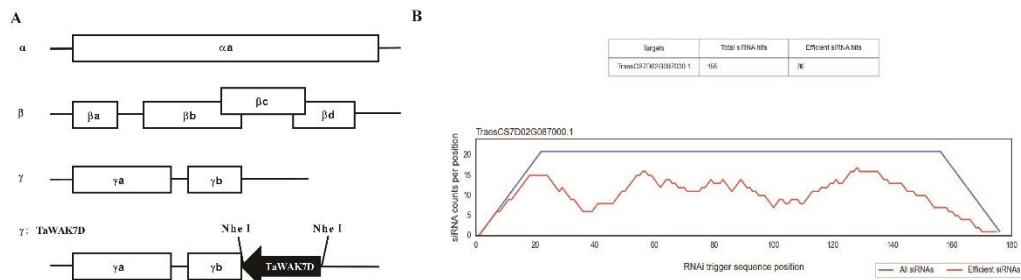 A
α
αa
β
βa
βb
βc
βd
γ
γa
γb
γ: TaWAK7D
Nhe I
Nhe I
γa
γb
TaWAK7D
B
Targets
Total siRNA hits
Efficient siRNA hits
TraesCS7D02G087000.1
155
TraesCS7D02G087000.1
siRNA counts per position
20
15
10
5
0
0
20
40
60
80
100
120
140
160
180
RNAi trigger sequence position
All siRNAs
Efficient siRNAs